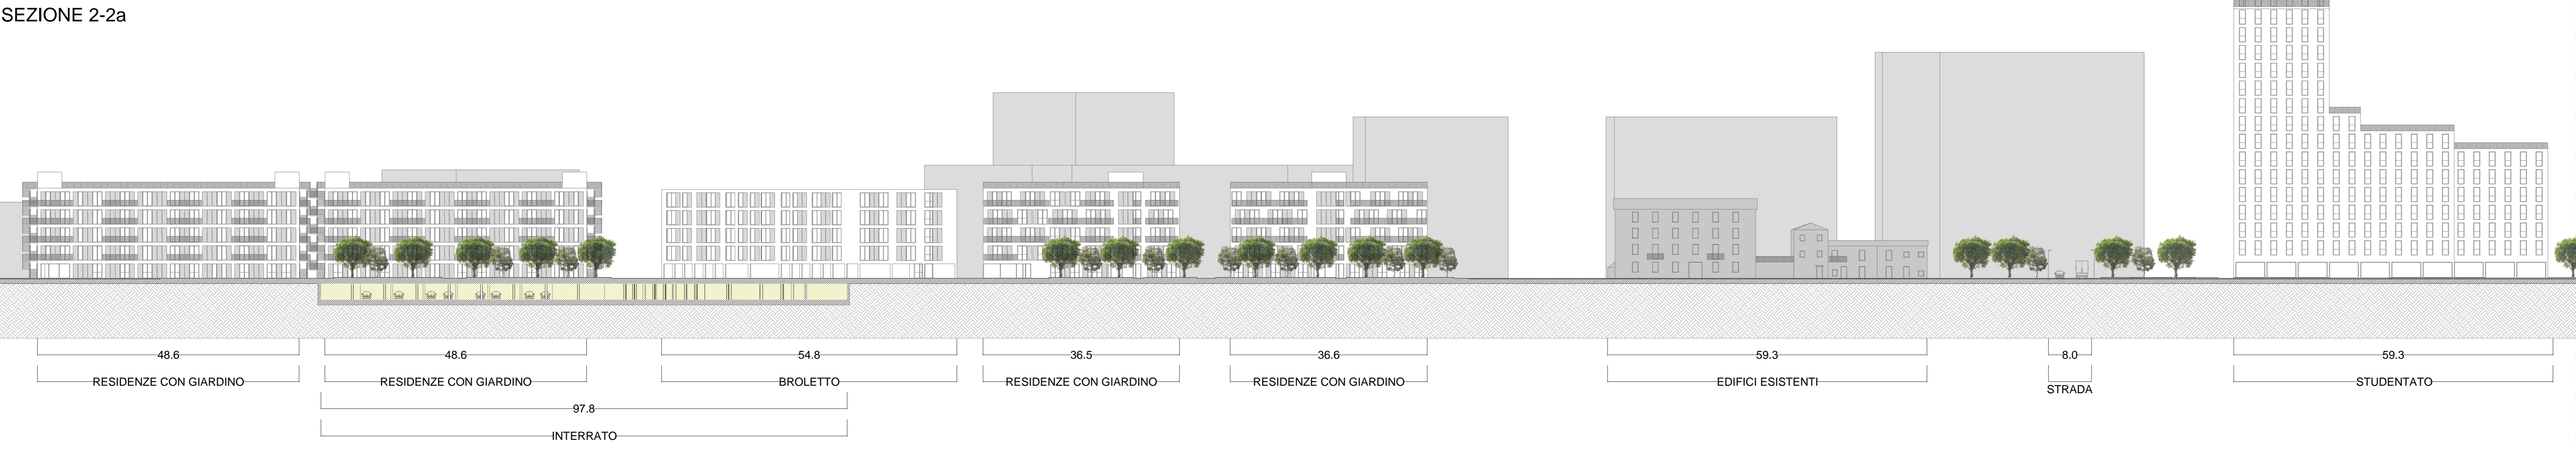 SEZIONE 2-2a
48.6
48.6
54.8
36.5
36.6
59.3
8.0
59.3
RESIDENZE CON GIARDINO
RESIDENZE CON GIARDINO
BROLETTO
RESIDENZE CON GIARDINO
RESIDENZE CON GIARDINO
EDIFICI ESISTENTI
STRADA
STUDENTATO
97.8
INTERRATO